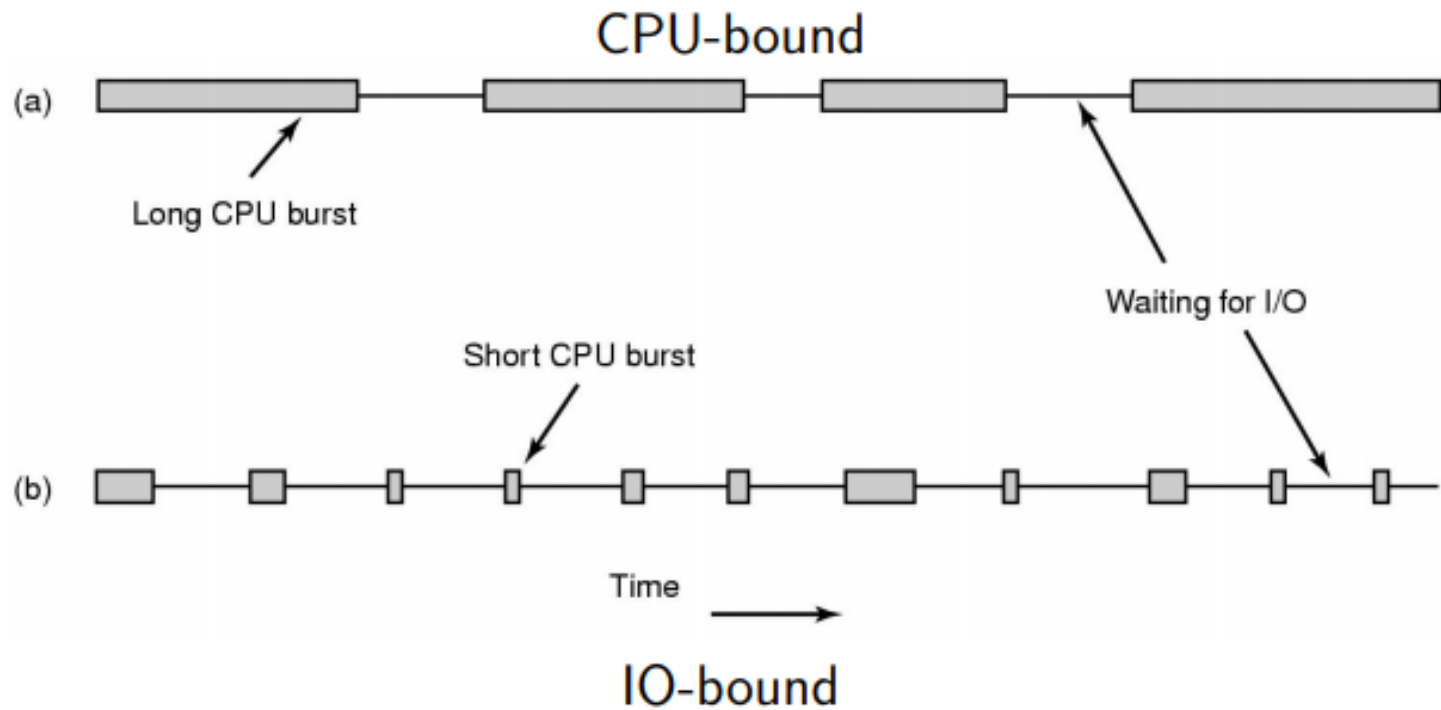 CPU-bound
(a)
Long CPU burst
Waiting for I/O
Short CPU burst
(b)
Time
IO-bound